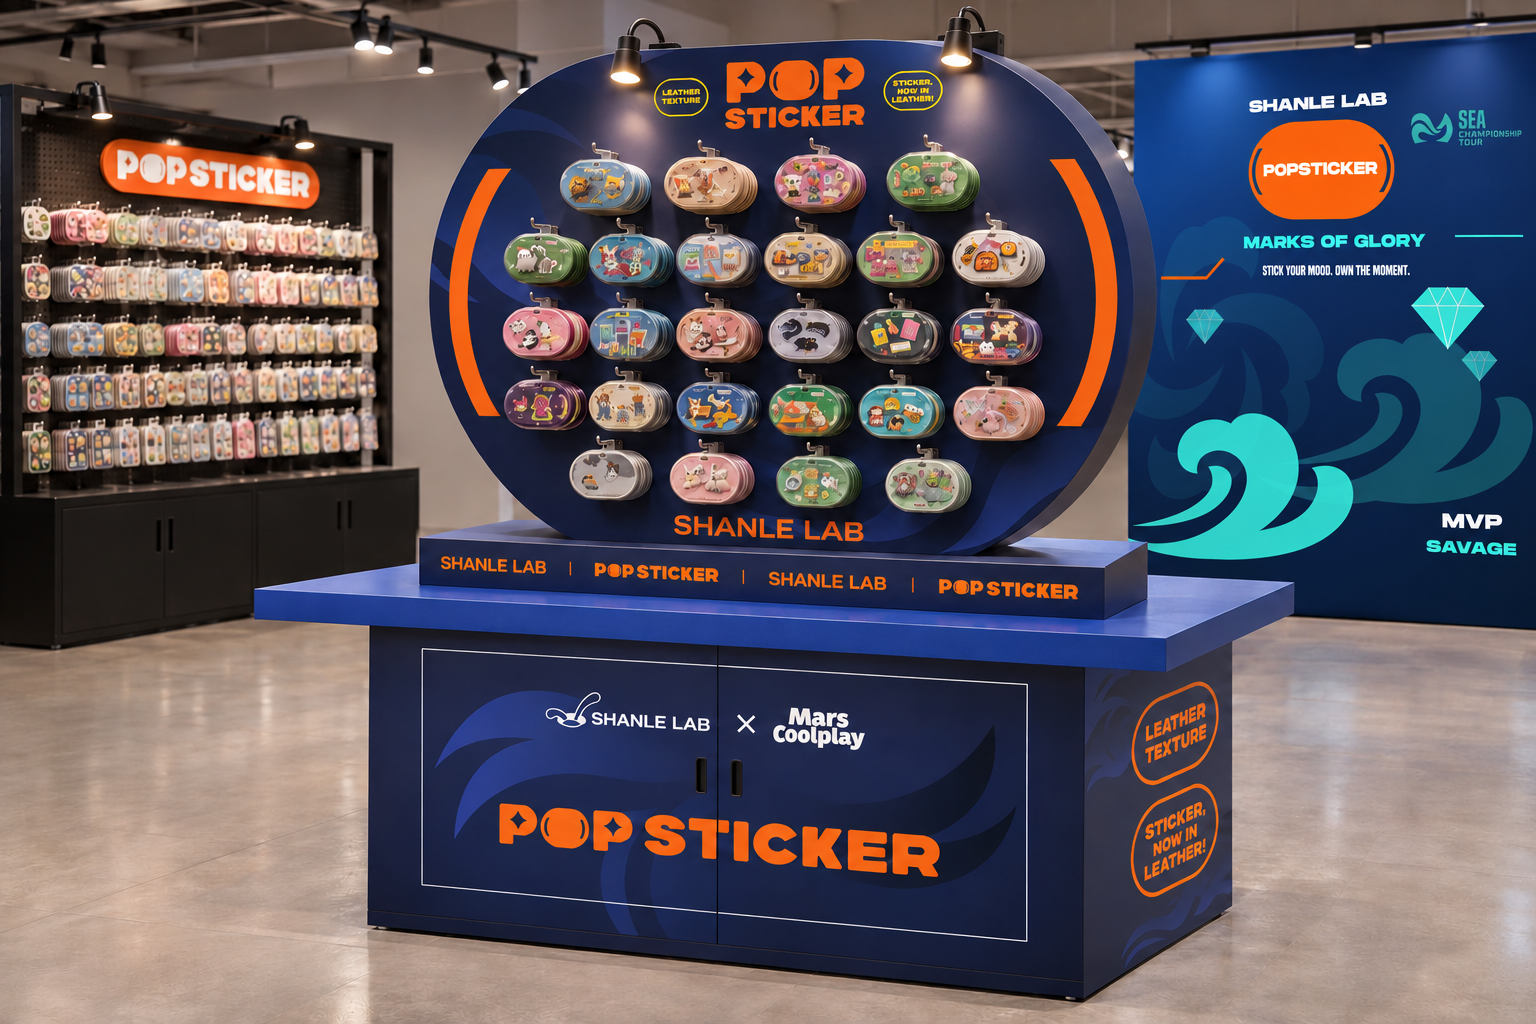 POPSTICKER
LEATHER
TEXTURE
POP
STICKER
STICKER,
NOW IN
LEATHER!
SHANLE LAB
SHANLE LAB | POPSTICKER | SHANLE LAB | POPSTICKER
SHANLE LAB × Mars
Coolplay
POPSTICKER
LEATHER
TEXTURE
STICKER,
NOW IN
LEATHER!
SHANLE LAB
SEA
CHAMPIONSHIP
TOUR
POPSTICKER
MARKS OF GLORY
STICK YOUR MOOD. OWN THE MOMENT.
MVP
SAVAGE